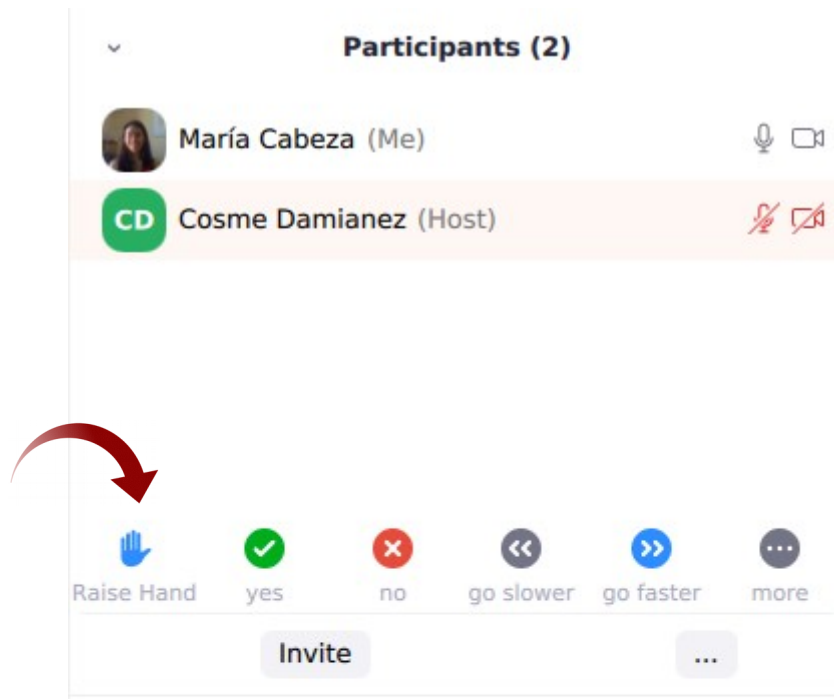 Participants (2)
María Cabeza (Me)
CD Cosme Damianez (Host)
Raise Hand yes no go slower go faster more
Invite ...